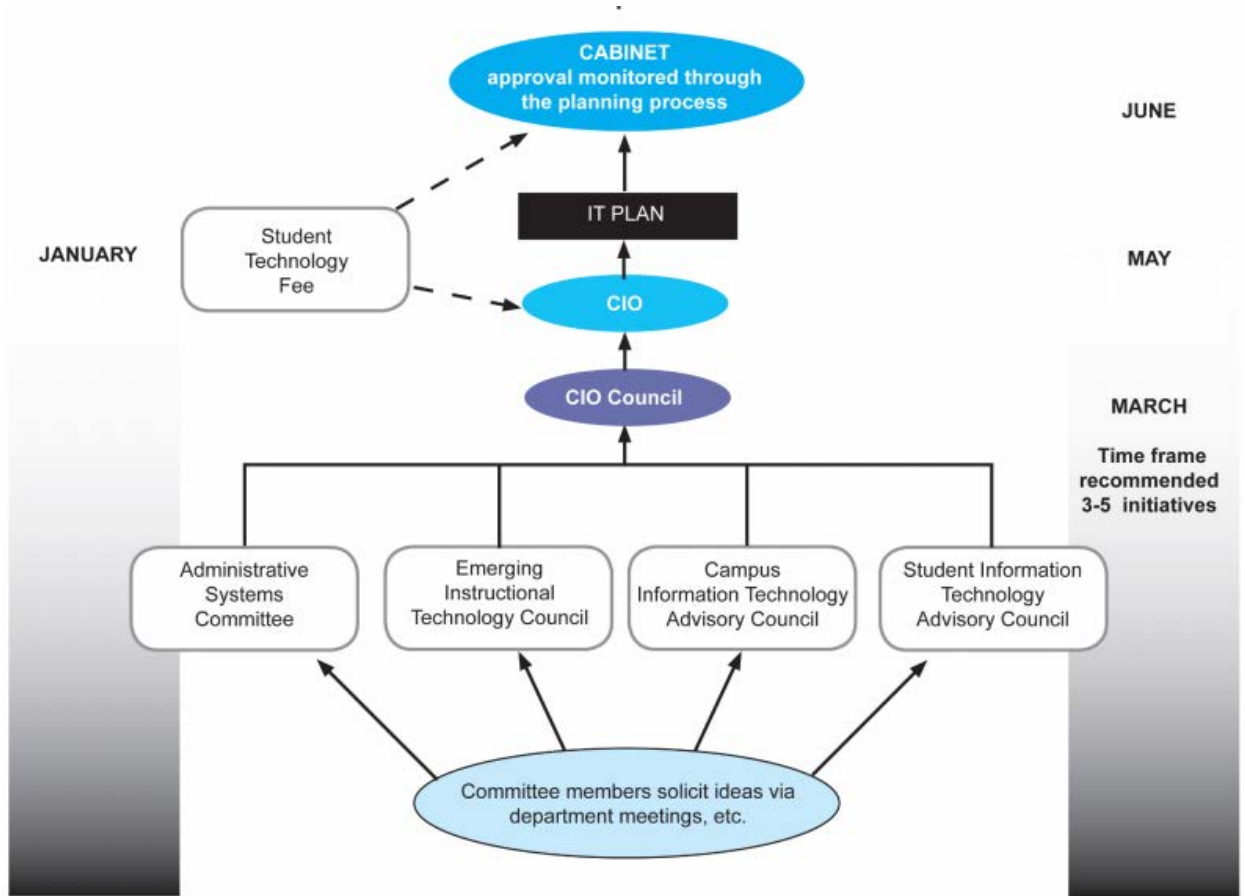 CABINET
approval monitored through
the planning process
JUNE
IT PLAN
Student
Technology
Fee
JANUARY
MAY
CIO
CIO Council
MARCH
Time frame
recommended
3-5 initiatives
Administrative
Systems
Committee
Emerging
Instructional
Technology Council
Campus
Information Technology
Advisory Council
Student Information
Technology
Advisory Council
Committee members solicit ideas via
department meetings, etc.